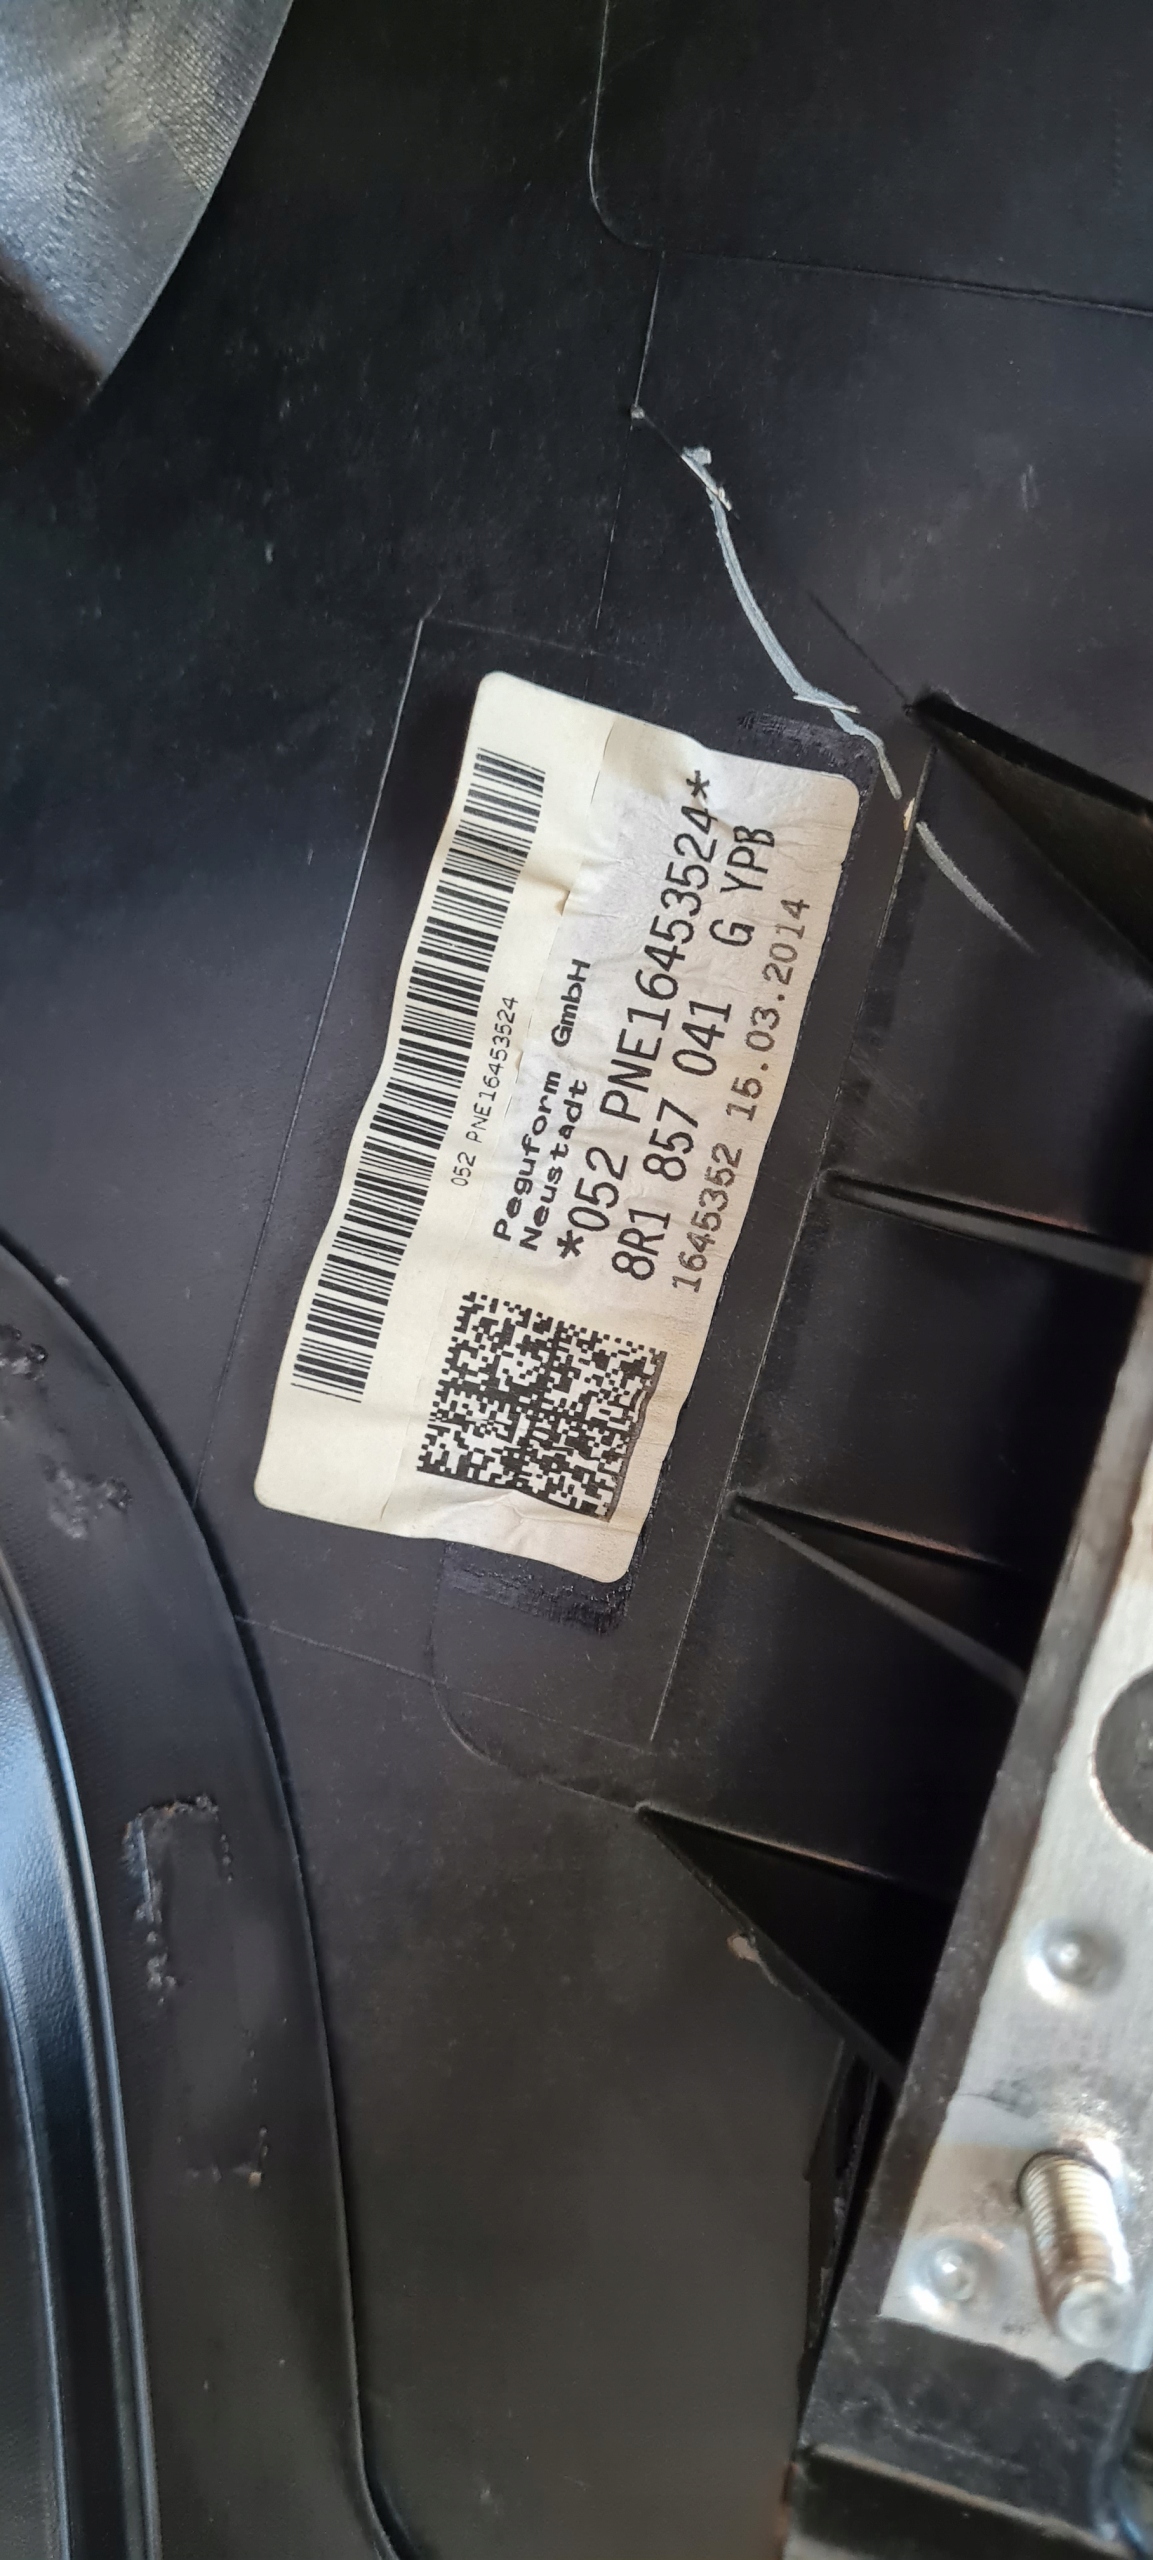 052 PNE16453524
Peguform GmbH
Neustadt
*052 PNE16453524*
8R1 857 041 G YPB
1645352 15.03.2014